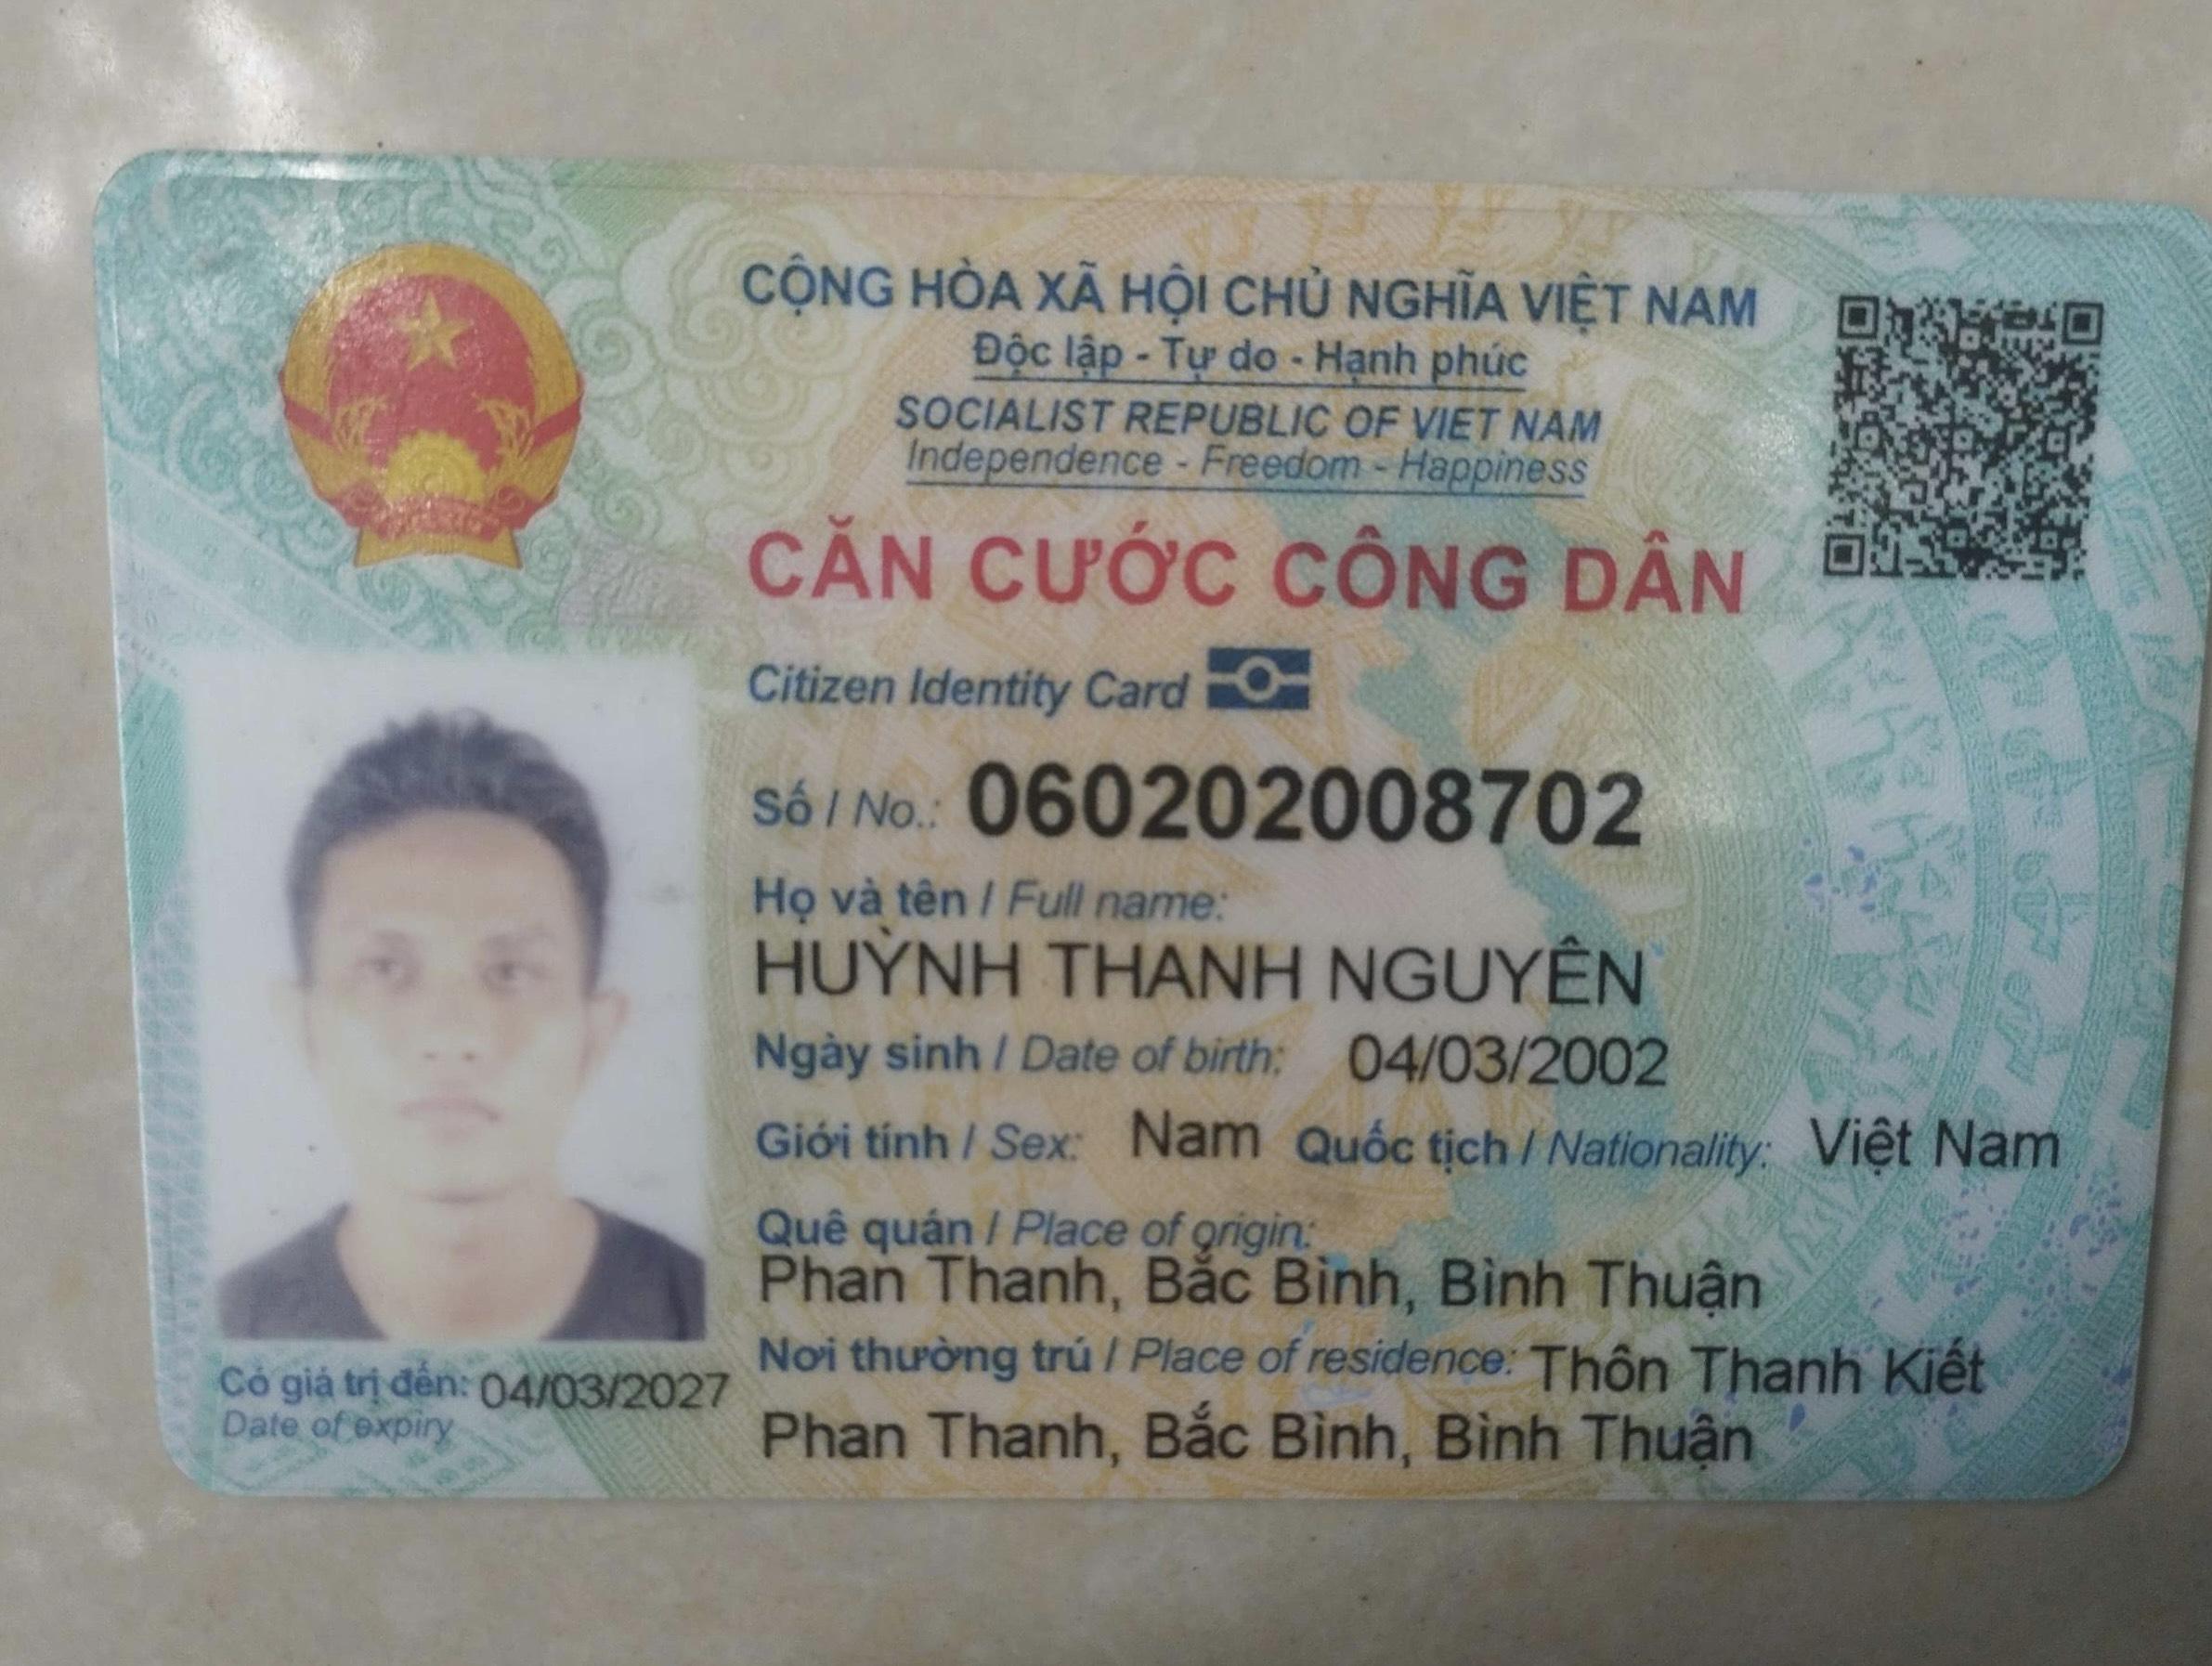 CỘNG HÒA XÃ HỘI CHỦ NGHĨA VIỆT NAM
Độc lập - Tự do - Hạnh phúc
SOCIALIST REPUBLIC OF VIET NAM
Independence - Freedom - Happiness
CĂN CƯỚC CÔNG DÂN
Citizen Identity Card
Số / No.: 060202008702
Họ và tên / Full name:
HUỲNH THANH NGUYÊN
Ngày sinh / Date of birth: 04/03/2002
Giới tính / Sex: Nam Quốc tịch / Nationality: Việt Nam
Quê quán / Place of origin:
Phan Thanh, Bắc Bình, Bình Thuận
Nơi thường trú / Place of residence: Thôn Thanh Kiết
Phan Thanh, Bắc Bình, Bình Thuận
Có giá trị đến: 04/03/2027
Date of expiry